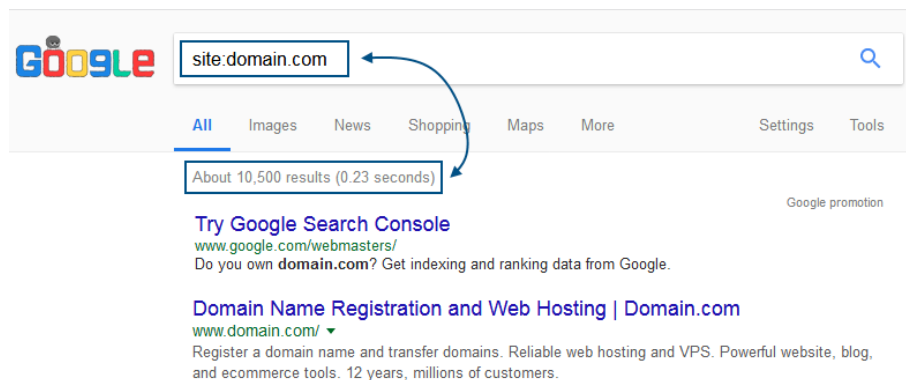 Google
site:domain.com
All Images News Shopping Maps More Settings Tools
About 10,500 results (0.23 seconds)
Google promotion
Try Google Search Console
www.google.com/webmasters/
Do you own domain.com? Get indexing and ranking data from Google.
Domain Name Registration and Web Hosting | Domain.com
www.domain.com/
Register a domain name and transfer domains. Reliable web hosting and VPS. Powerful website, blog,
and ecommerce tools. 12 years, millions of customers.